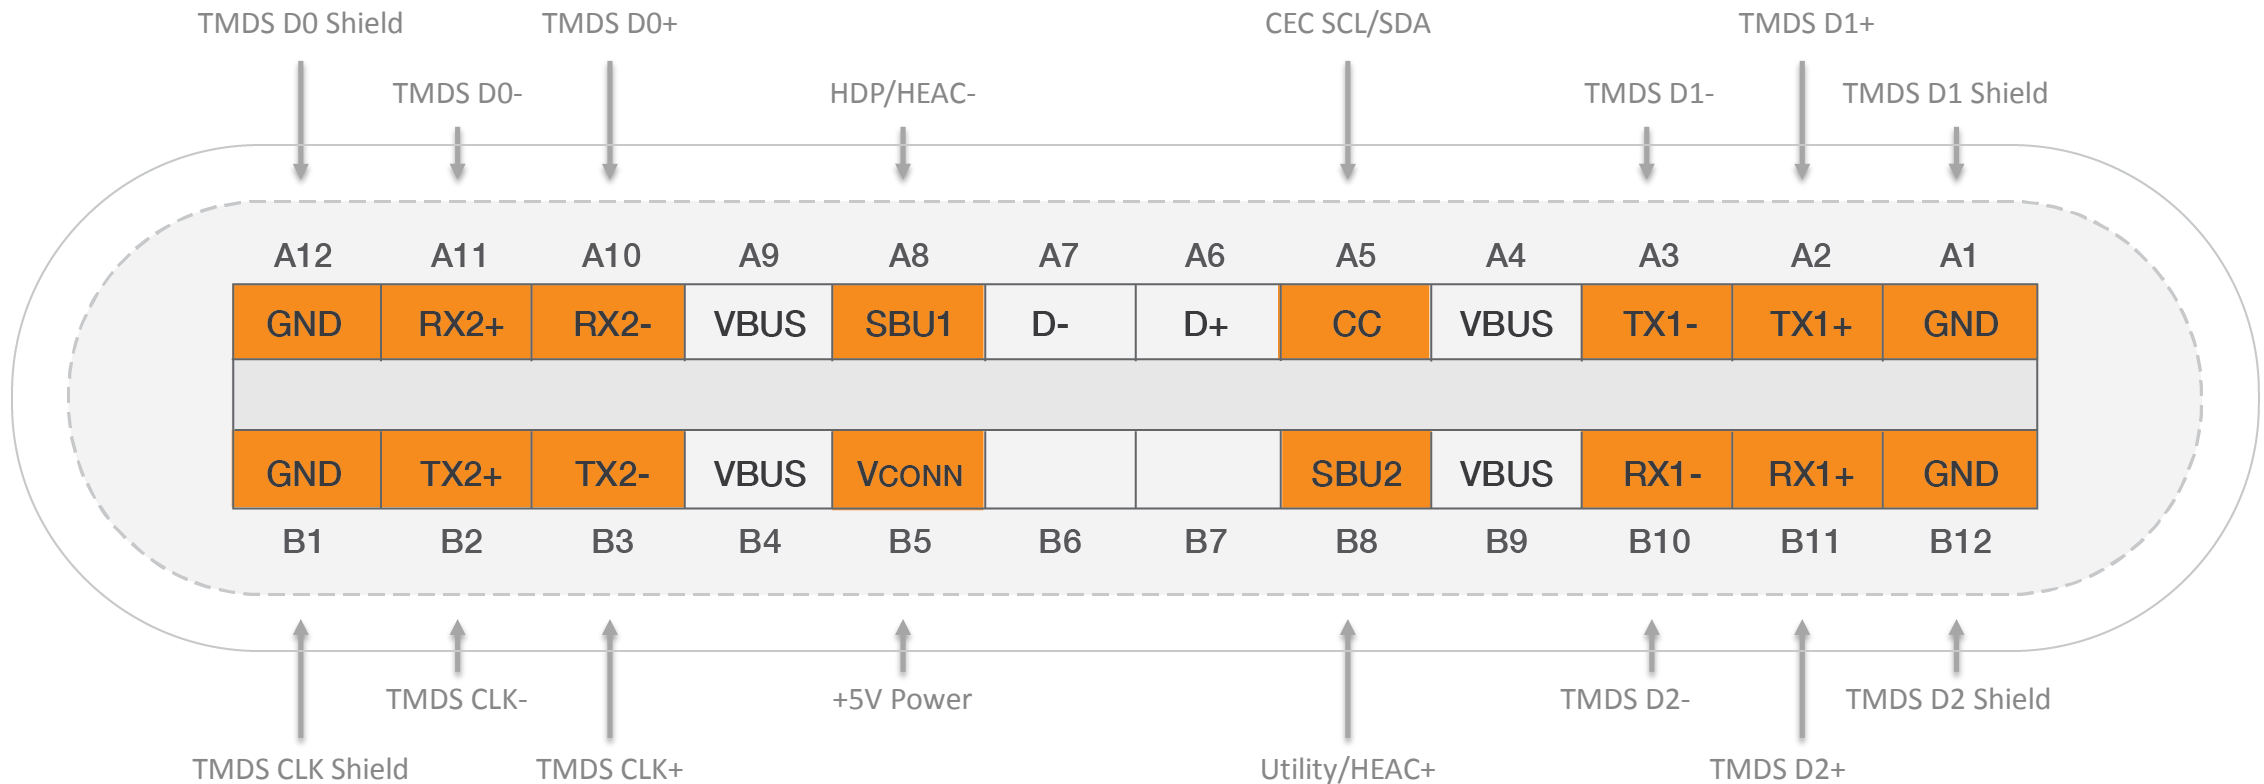 TMDS D0 Shield TMDS D0+ CEC SCL/SDA TMDS D1+
TMDS D0- HDP/HEAC- TMDS D1- TMDS D1 Shield
A12 A11 A10 A9 A8 A7 A6 A5 A4 A3 A2 A1
GND RX2+ RX2- VBUS SBU1 D- D+ CC VBUS TX1- TX1+ GND
GND TX2+ TX2- VBUS VCONN SBU2 VBUS RX1- RX1+ GND
B1 B2 B3 B4 B5 B6 B7 B8 B9 B10 B11 B12
TMDS CLK- +5V Power TMDS D2- TMDS D2 Shield
TMDS CLK Shield TMDS CLK+ Utility/HEAC+ TMDS D2+